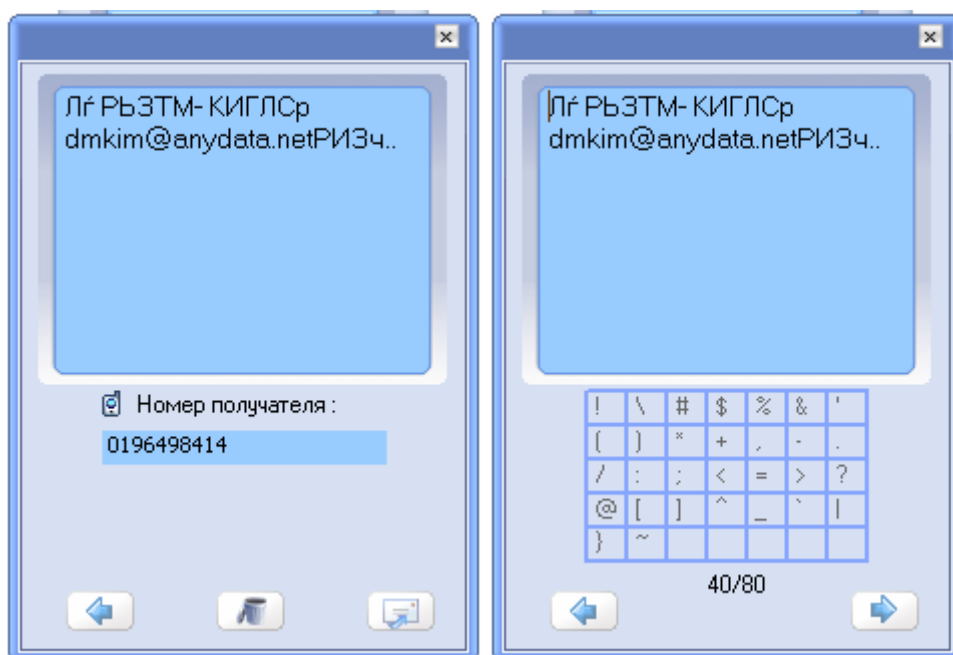 Лѓ РЬЗТМ- КИГЛСр
dmkim@anydata.netРИЗч..
Номер получателя :
0196498414
Лѓ РЬЗТМ- КИГЛСр
dmkim@anydata.netРИЗч..
! \ # $ % & '
( ) * + , - .
/ : ; < = > ?
@ [ ] ^ _ ` |
} ~
40/80